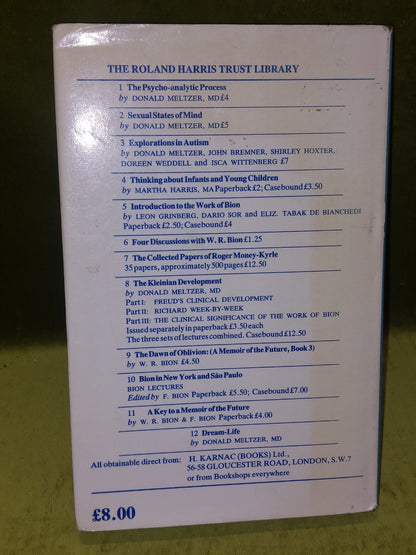 THE ROLAND HARRIS TRUST LIBRARY
1 The Psycho-analytic Process
by DONALD MELTZER, MD £4
2 Sexual States of Mind
by DONALD MELTZER, MD £5
3 Explorations in Autism
by DONALD MELTZER, JOHN BREMNER, SHIRLEY HOXTER,
DOREEN WEDDELL and ISCA WITTENBERG £7
4 Thinking about Infants and Young Children
by MARTHA HARRIS, MA Paperback £2; Casebound £3.50
5 Introduction to the Work of Bion
by LEON GRINBERG, DARIO SOR and ELIZ. TABAK DE BIANCHEDI
Paperback £2.50; Casebound £4
6 Four Discussions with W. R. Bion £1.25
7 The Collected Papers of Roger Money-Kyrle
35 papers, approximately 500 pages £12.50
8 The Kleinian Development
by DONALD MELTZER, MD
Part I: FREUD'S CLINICAL DEVELOPMENT
Part II: RICHARD WEEK-BY-WEEK
Part III: THE CLINICAL SIGNIFICANCE OF THE WORK OF BION
Issued separately in paperback £3.50 each
The three sets of lectures combined. Casebound £12.50
9 The Dawn of Oblivion: (A Memoir of the Future, Book 3)
by W. R. BION £4.50
10 Bion in New York and São Paulo
BION LECTURES
Edited by F. BION Paperback £5.50; Casebound £7.00
11 A Key to a Memoir of the Future
by W. R. BION & F. BION Paperback £4.00
12 Dream-Life
by DONALD MELTZER, MD
All obtainable direct from: H. KARNAC (BOOKS) Ltd.,
56-58 GLOUCESTER ROAD, LONDON, S.W.7
or from Bookshops everywhere
£8.00